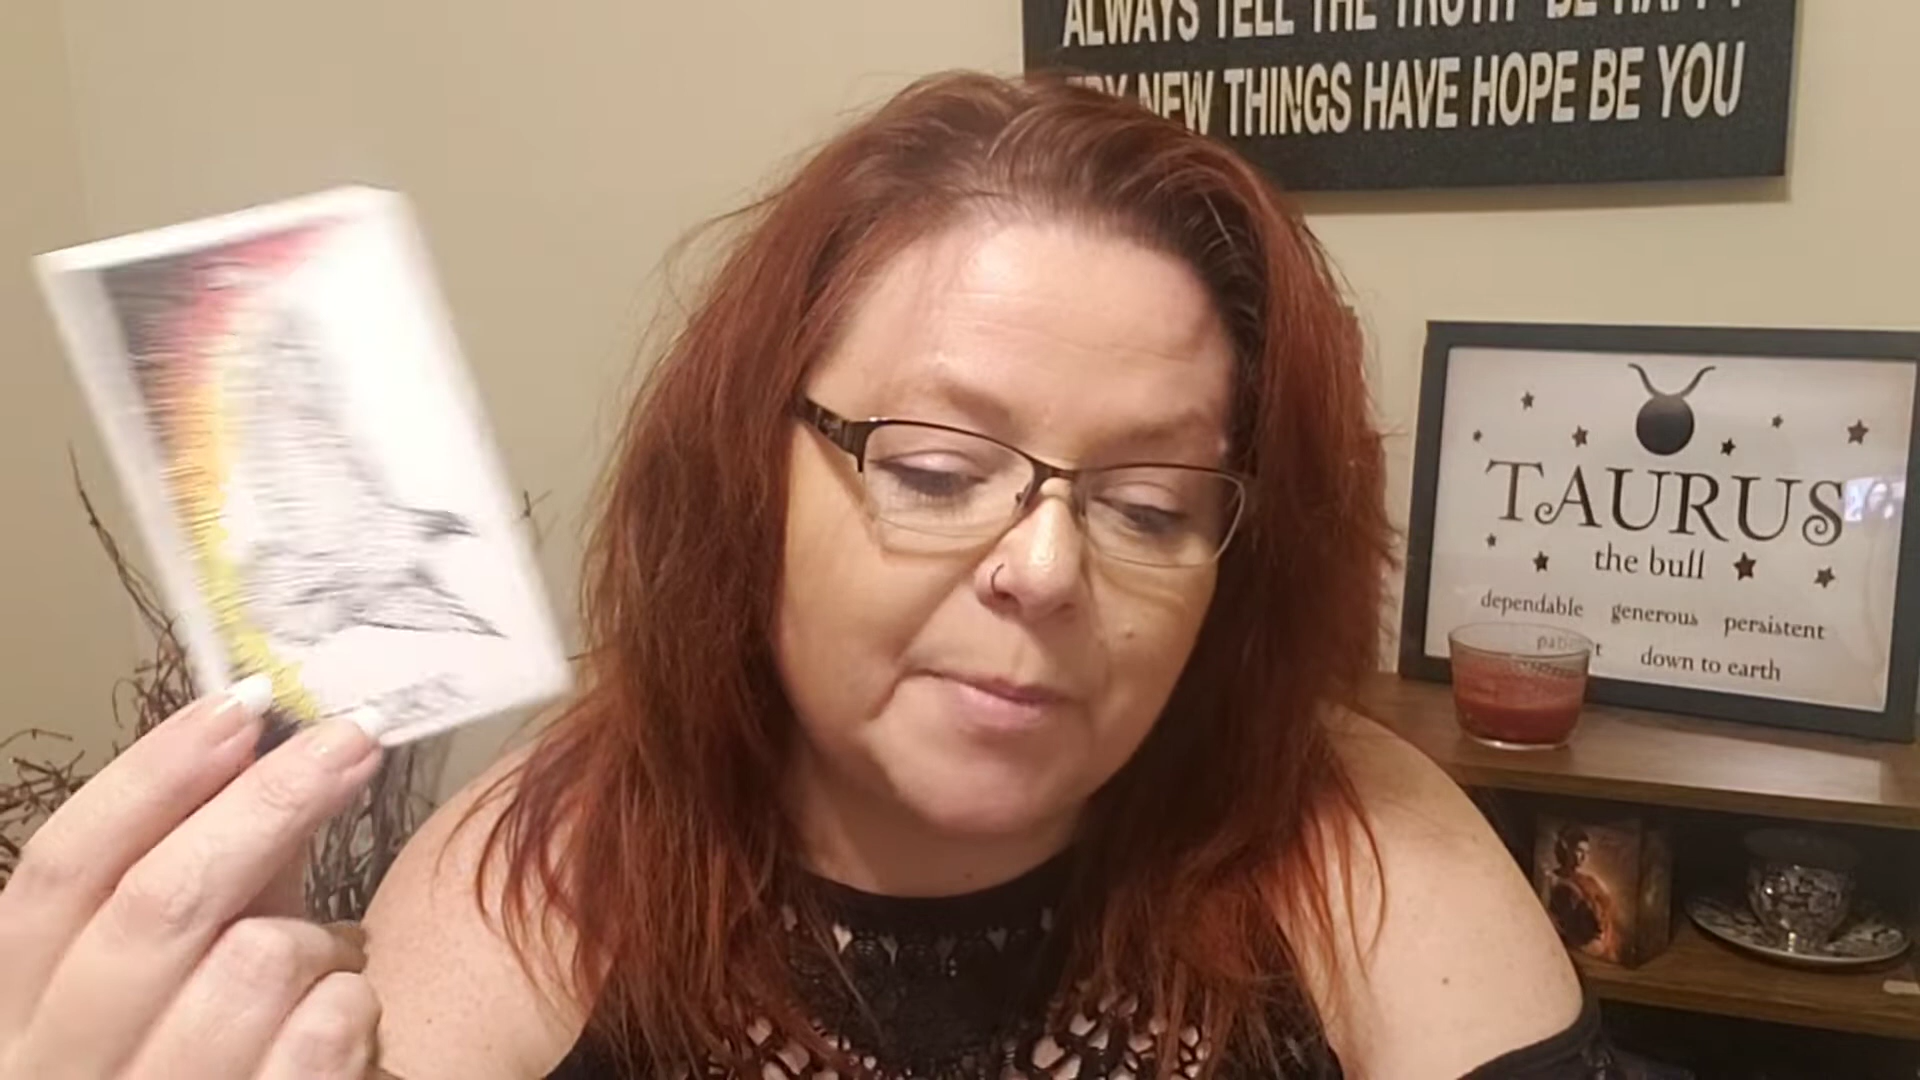 ALWAYS TELL THE TRUTH BE HAPPY
TRY NEW THINGS HAVE HOPE BE YOU
TAURUS
the bull
dependable generous persistent
down to earth